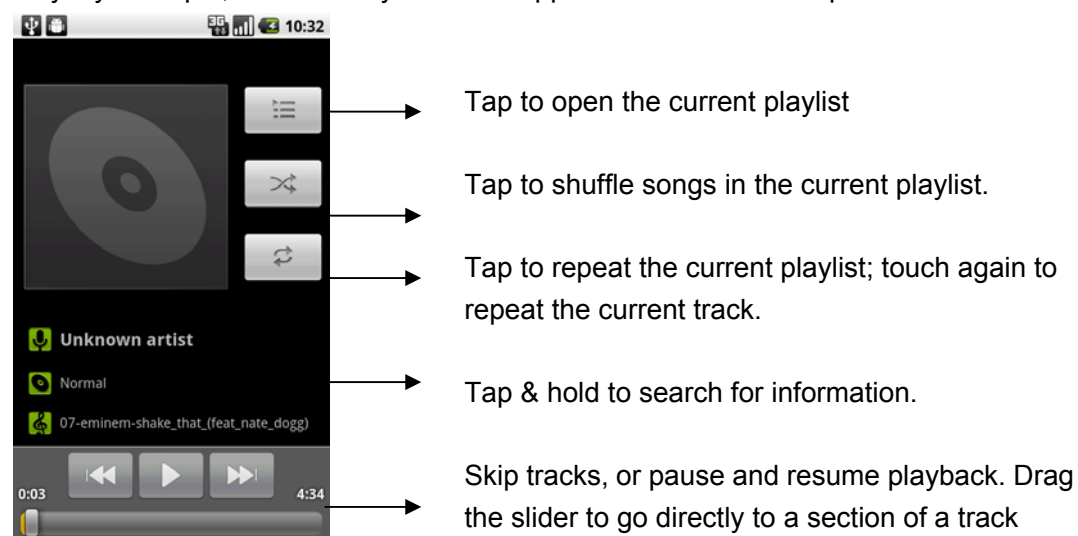 3G 10:32
Tap to open the current playlist
Tap to shuffle songs in the current playlist.
Tap to repeat the current playlist; touch again to
repeat the current track.
Unknown artist
Normal
07-eminem-shake_that_(feat_nate_dogg)
Tap & hold to search for information.
0:03 4:34
Skip tracks, or pause and resume playback. Drag
the slider to go directly to a section of a track